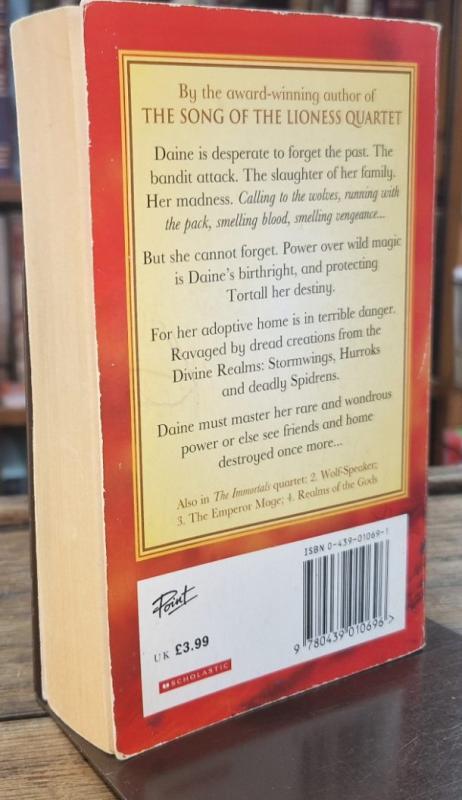 By the award-winning author of
THE SONG OF THE LIONESS QUARTET
Daine is desperate to forget the past. The
bandit attack. The slaughter of her family.
Her madness. Calling to the wolves, running with
the pack, smelling blood, smelling vengeance...
But she cannot forget. Power over wild magic
is Daine's birthright, and protecting
Tortall her destiny.
For her adoptive home is in terrible danger.
Ravaged by dread creations from the
Divine Realms: Stormwings, Hurroks
and deadly Spidrens.
Daine must master her rare and wondrous
power or else see friends and home
destroyed once more...
Also in The Immortals quartet: 2. Wolf-Speaker;
3. The Emperor Mage; 4. Realms of the Gods
ISBN 0-439-01069-1
Point
UK £3.99
SCHOLASTIC
9 780439 010696 >